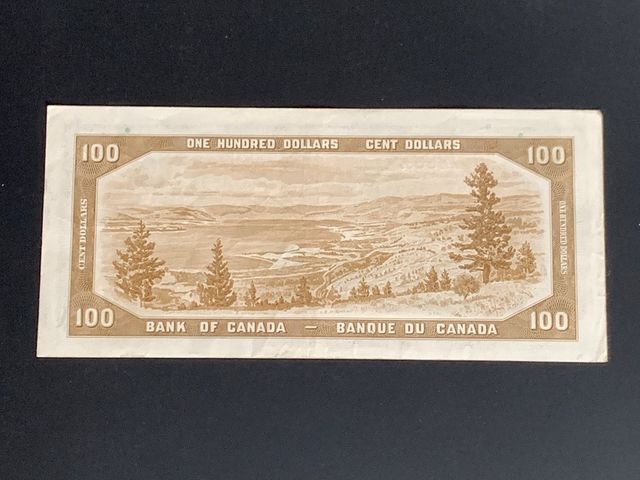 ONE HUNDRED DOLLARS CENT DOLLARS
100 100
CENT DOLLARS
ONE HUNDRED DOLLARS
100 100
BANK OF CANADA — BANQUE DU CANADA